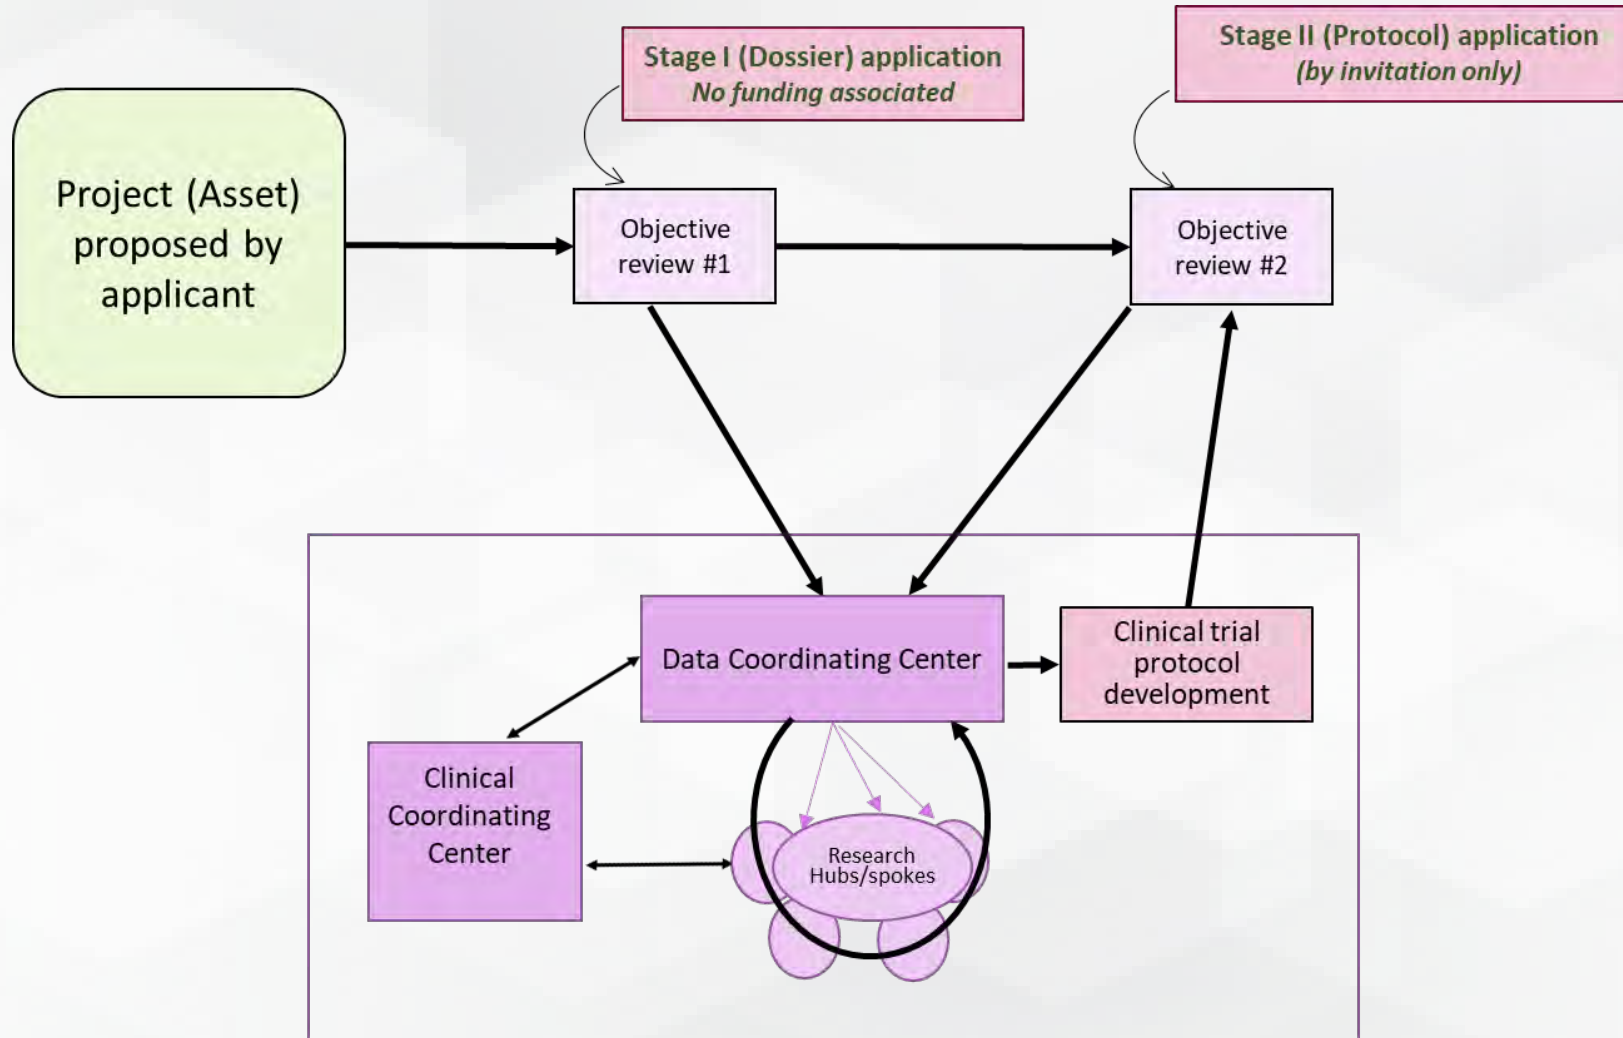 Stage I (Dossier) application
No funding associated
Stage II (Protocol) application
(by invitation only)
Project (Asset)
proposed by
applicant
Objective
review #1
Objective
review #2
Data Coordinating Center
Clinical trial
protocol
development
Clinical
Coordinating
Center
Research
Hubs/spokes